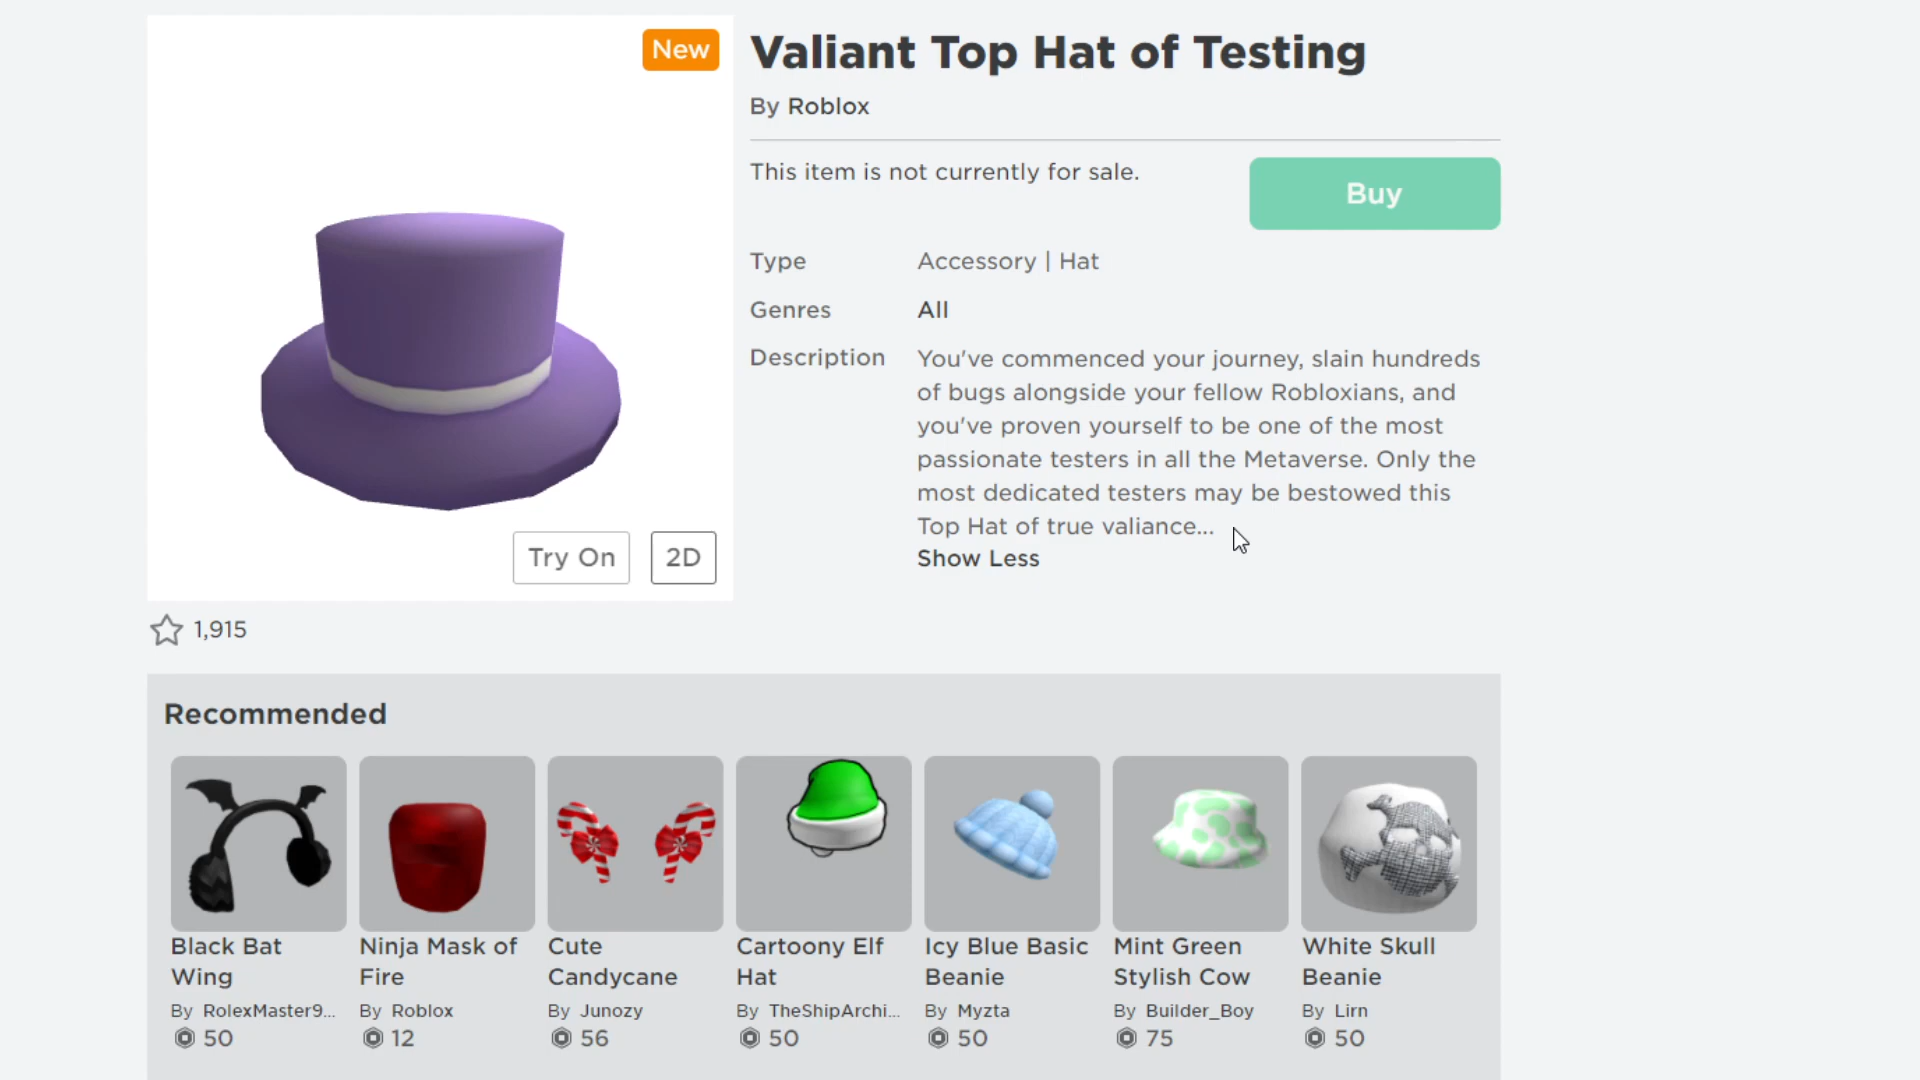 New
Valiant Top Hat of Testing
By Roblox
This item is not currently for sale.
Buy
Type Accessory | Hat
Genres All
Description You've commenced your journey, slain hundreds
of bugs alongside your fellow Robloxians, and
you've proven yourself to be one of the most
passionate testers in all the Metaverse. Only the
most dedicated testers may be bestowed this
Top Hat of true valiance...
Show Less
Try On 2D
1,915
Recommended
Black Bat
Wing
By RolexMaster9...
50
Ninja Mask of
Fire
By Roblox
12
Cute
Candycane
By Junozy
56
Cartoony Elf
Hat
By TheShipArchi...
50
Icy Blue Basic
Beanie
By Myzta
50
Mint Green
Stylish Cow
By Builder_Boy
75
White Skull
Beanie
By Lirn
50